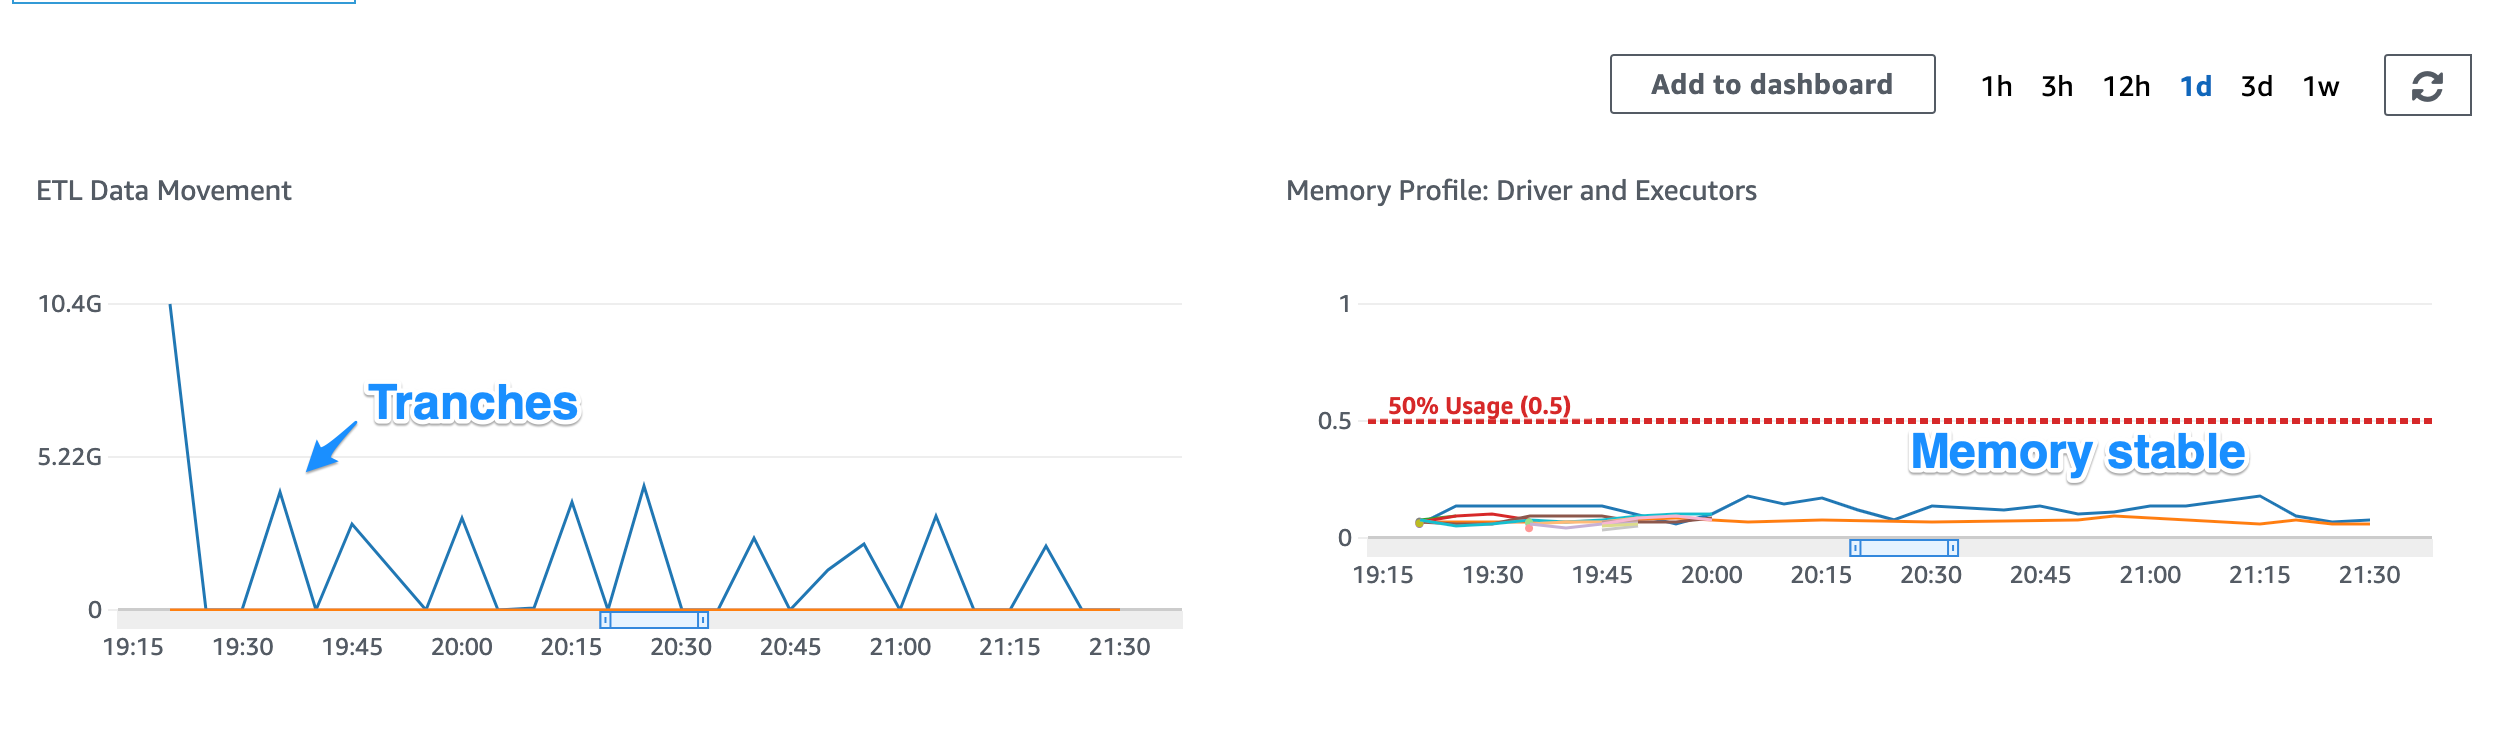 Add to dashboard
1h 3h 12h 1d 3d 1w
ETL Data Movement
10.4G
5.22G
0
Tranches
19:15 19:30 19:45 20:00 20:15 20:30 20:45 21:00 21:15 21:30
Memory Profile: Driver and Executors
1
0.5
0
50% Usage (0.5)
Memory stable
19:15 19:30 19:45 20:00 20:15 20:30 20:45 21:00 21:15 21:30